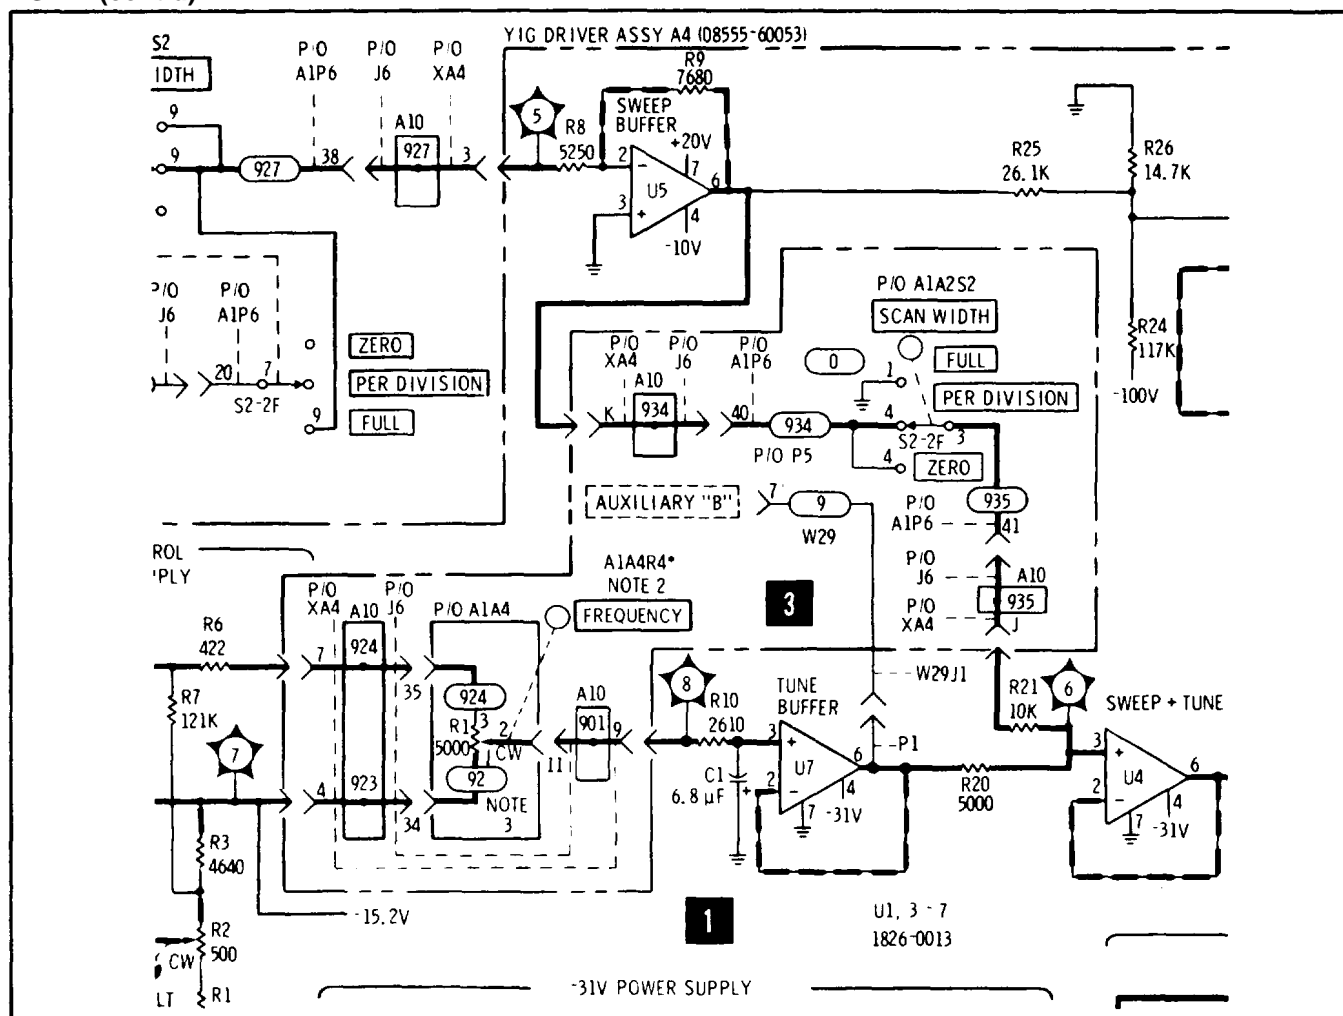 YIG DRIVER ASSY A4 (08555-60053)
S2
IDTH
P/O
A1P6
P/O
J6
P/O
XA4
9
9
927
38
A10
927
3
5
R8
5250
SWEEP
BUFFER
R9
7680
+20V
2
7
6
U5
3
4
-10V
R25
26.1K
R26
14.7K
R24
117K
-100V
P/O
J6
P/O
A1P6
20
7
S2-2F
9
ZERO
PER DIVISION
FULL
P/O A1A2S2
SCAN WIDTH
P/O
XA4
P/O
J6
P/O
A1P6
0
1
FULL
PER DIVISION
A10
934
K
40
934
P/O P5
4
S2-2F
3
4
ZERO
AUXILIARY "B"
7
9
W29
935
P/O
A1P6
41
P/O
J6
A10
935
P/O
XA4
J
ROL
PLY
A1A4R4*
NOTE 2
FREQUENCY
3
P/O
XA4
A10
P/O
J6
P/O A1A4
R6
422
7
924
35
924
R7
121K
3
R1
5000
2
CW
11
A10
901
9
7
4
923
34
92
NOTE
3
R3
4640
-15.2V
R2
500
CW
LT
R1
8
R10
2610
C1
6.8 µF
+
TUNE
BUFFER
3
+
2
-
U7
6
7
4
-31V
W29J1
P1
R20
5000
R21
10K
6
SWEEP + TUNE
3
+
2
-
U4
6
7
4
-31V
1
U1, 3 - 7
1826-0013
-31V POWER SUPPLY